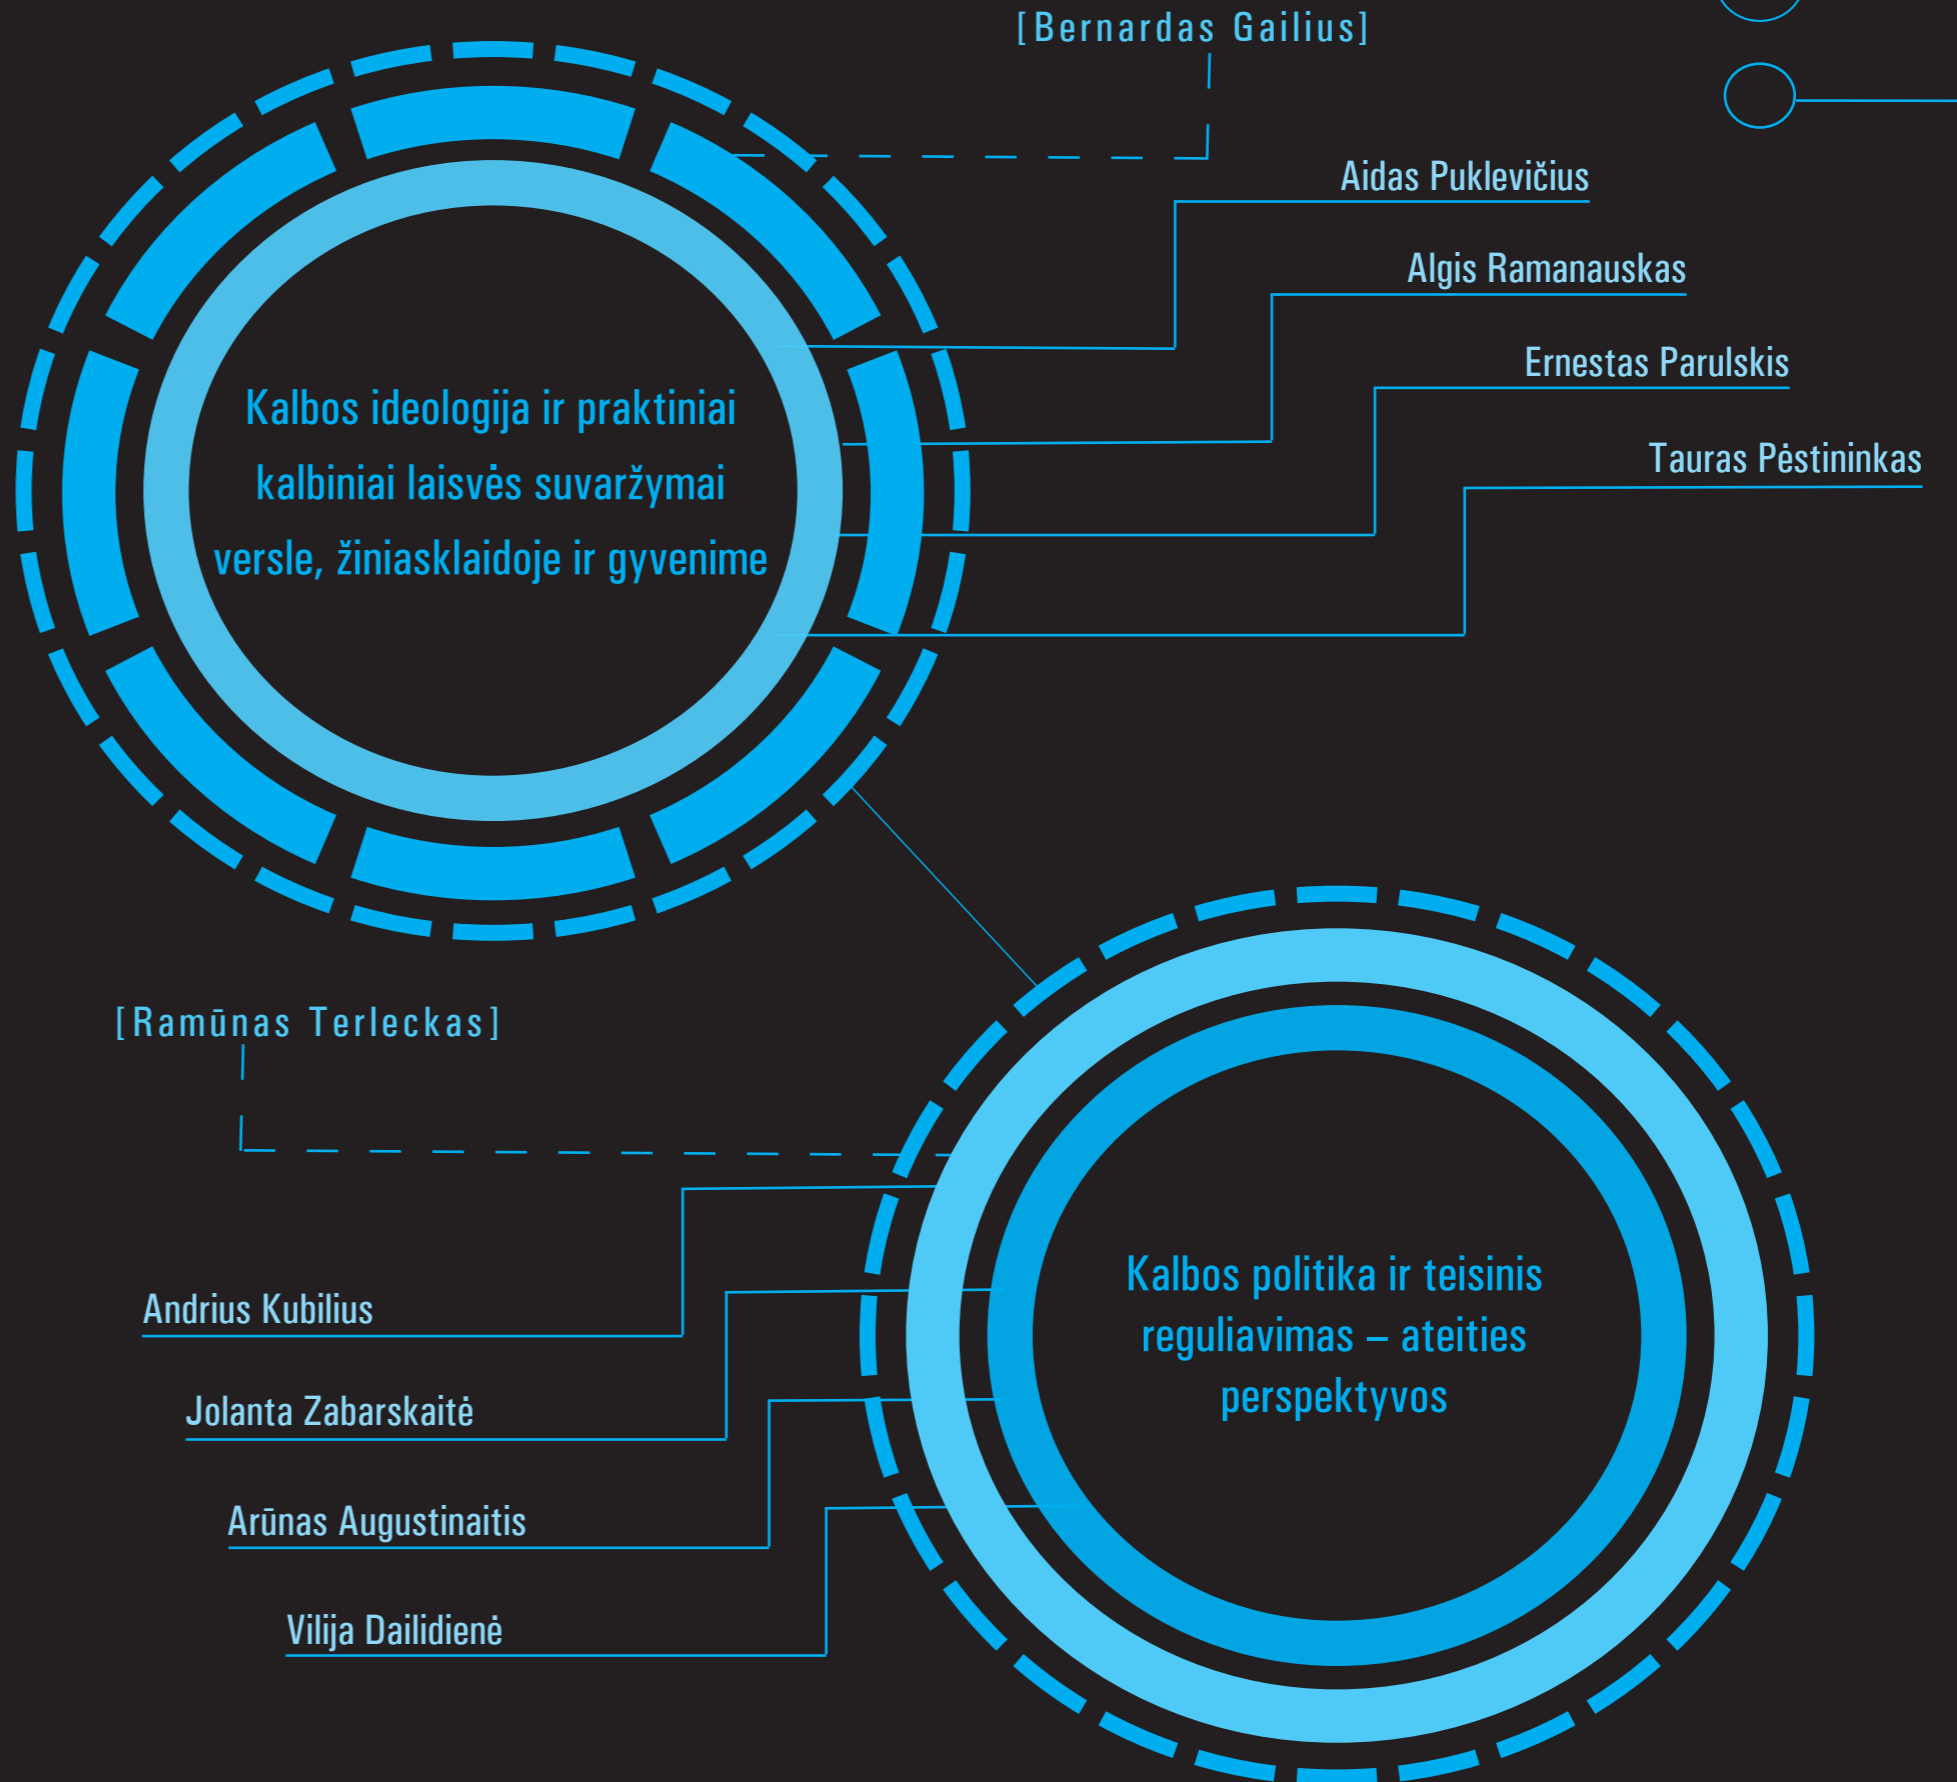 [Bernardas Gailius]
Aidas Puklevičius
Algis Ramanauskas
Ernestas Parulskis
Tauras Pėstininkas
Kalbos ideologija ir praktiniai
kalbiniai laisvės suvaržymai
versle, žiniasklaidoje ir gyvenime
[Ramūnas Terleckas]
Andrius Kubilius
Jolanta Zabarskaitė
Arūnas Augustinaitis
Vilija Dailidienė
Kalbos politika ir teisinis
reguliavimas – ateities
perspektyvos